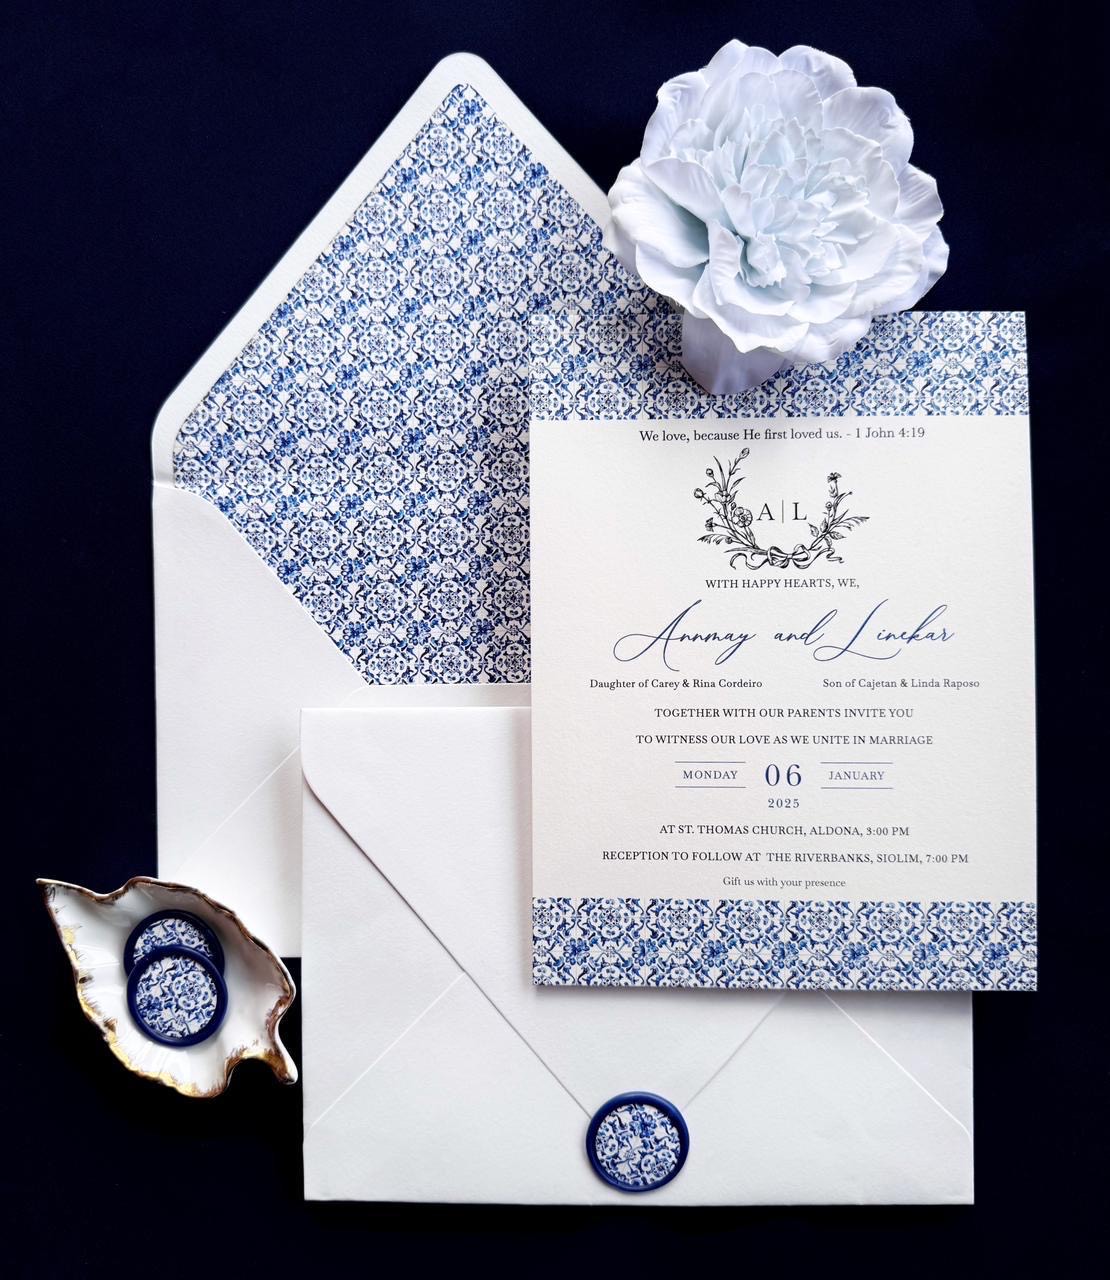 We love, because He first loved us. - 1 John 4:19
A | L
WITH HAPPY HEARTS, WE,
Annmay and Linekar
Daughter of Carey & Rina Cordeiro Son of Cajetan & Linda Raposo
TOGETHER WITH OUR PARENTS INVITE YOU
TO WITNESS OUR LOVE AS WE UNITE IN MARRIAGE
MONDAY 06 JANUARY
2025
AT ST. THOMAS CHURCH, ALDONA, 3:00 PM
RECEPTION TO FOLLOW AT THE RIVERBANKS, SIOLIM, 7:00 PM
Gift us with your presence